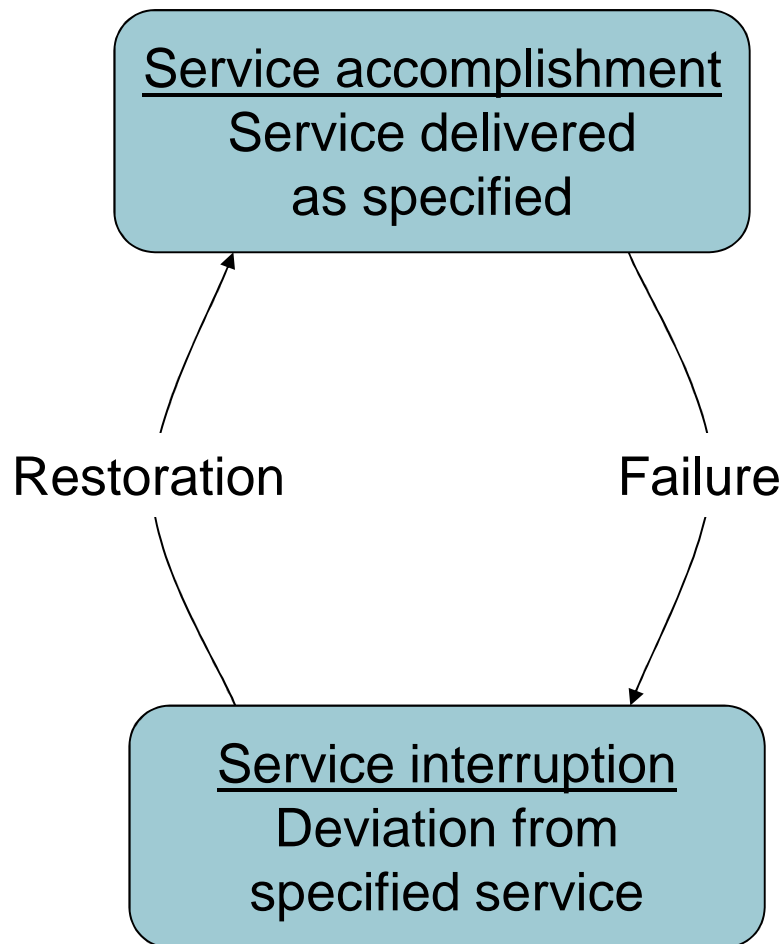 Service accomplishment
Service delivered
as specified
Restoration
Failure
Service interruption
Deviation from
specified service